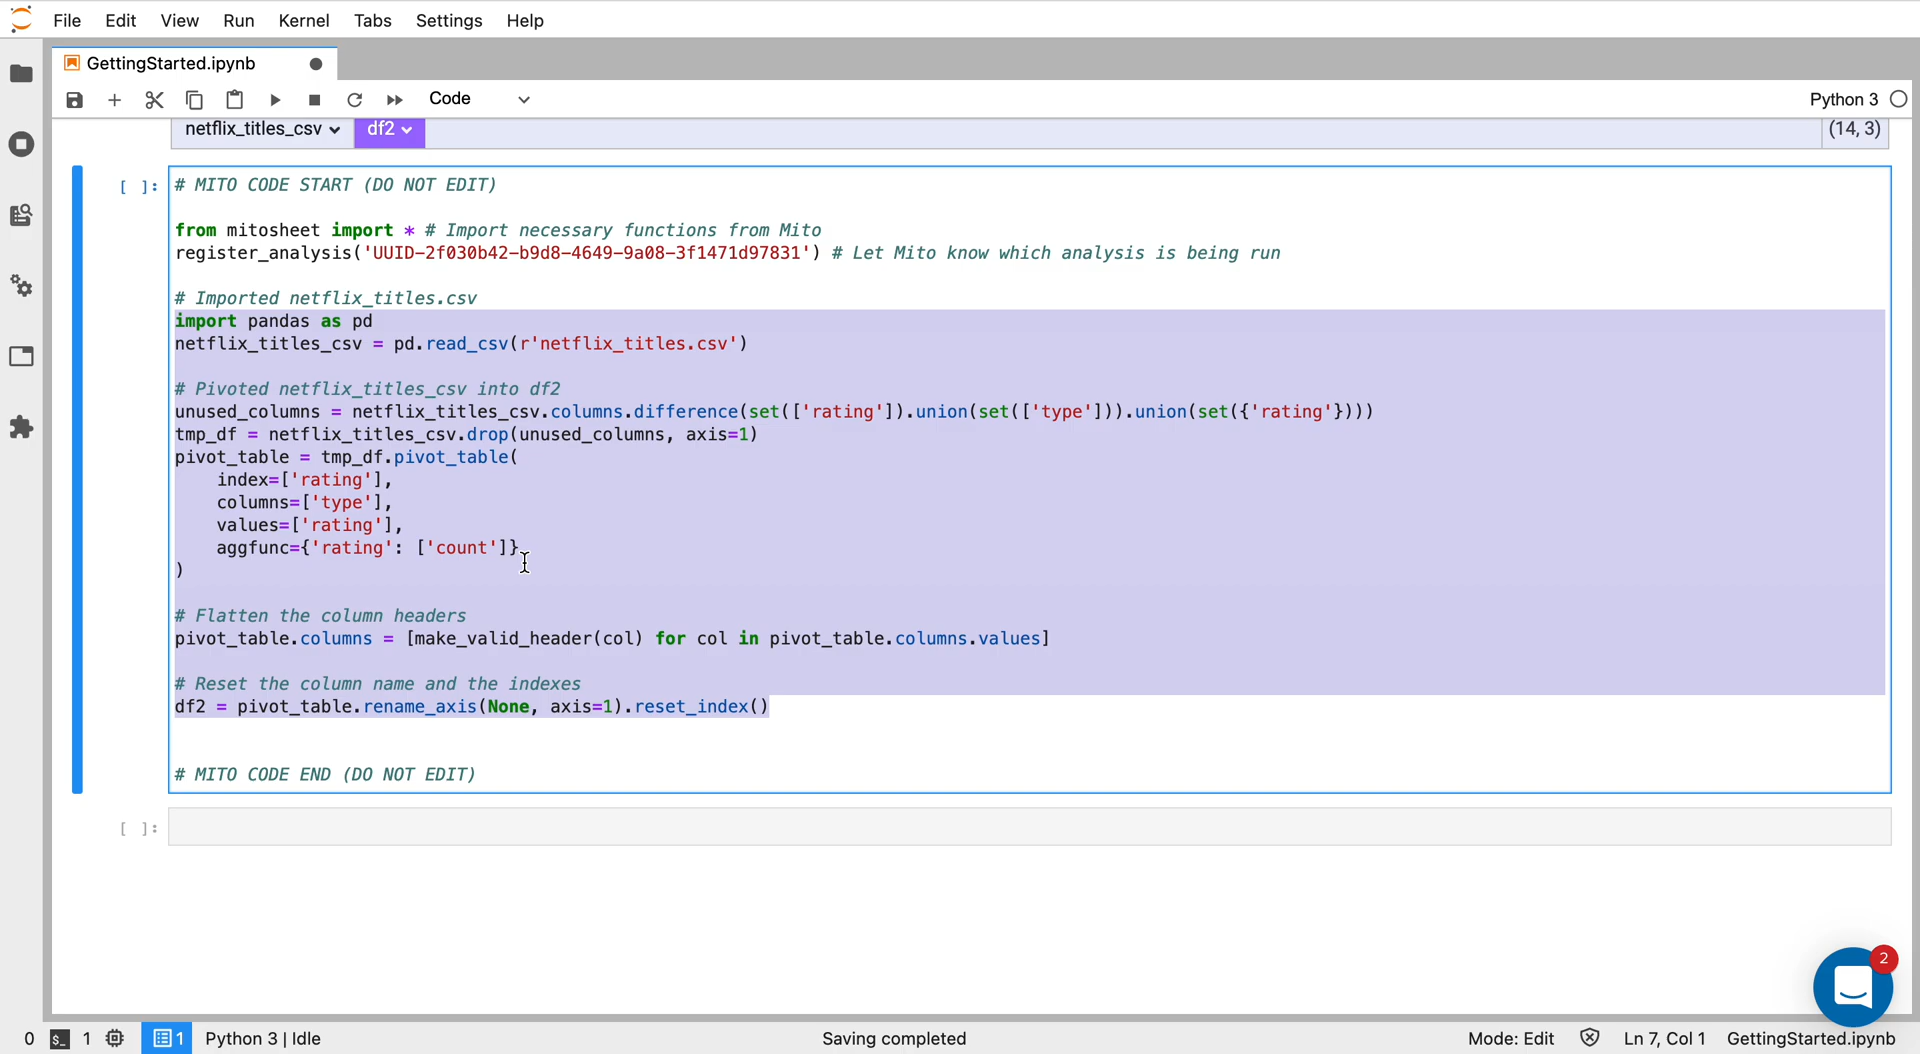 File Edit View Run Kernel Tabs Settings Help
GettingStarted.ipynb
Code Python 3
netflix_titles_csv df2 (14, 3)
[ ]: # MITO CODE START (DO NOT EDIT)
from mitosheet import * # Import necessary functions from Mito
register_analysis('UUID-2f030b42-b9d8-4649-9a08-3f1471d97831') # Let Mito know which analysis is being run
# Imported netflix_titles.csv
import pandas as pd
netflix_titles_csv = pd.read_csv(r'netflix_titles.csv')
# Pivoted netflix_titles_csv into df2
unused_columns = netflix_titles_csv.columns.difference(set(['rating']).union(set(['type'])).union(set({'rating'})))
tmp_df = netflix_titles_csv.drop(unused_columns, axis=1)
pivot_table = tmp_df.pivot_table(
    index=['rating'],
    columns=['type'],
    values=['rating'],
    aggfunc={'rating': ['count']}
)
# Flatten the column headers
pivot_table.columns = [make_valid_header(col) for col in pivot_table.columns.values]
# Reset the column name and the indexes
df2 = pivot_table.rename_axis(None, axis=1).reset_index()
# MITO CODE END (DO NOT EDIT)
[ ]:
2
0 $_ 1 1 Python 3 | Idle Saving completed Mode: Edit Ln 7, Col 1 GettingStarted.ipynb